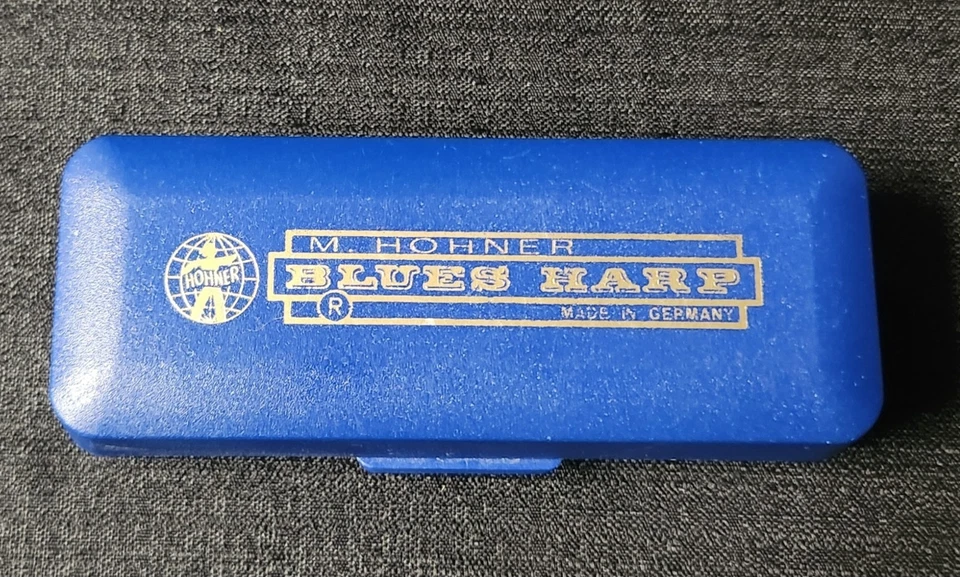 HOHNER
M HOHNER
BLUES HARP
®
MADE IN GERMANY